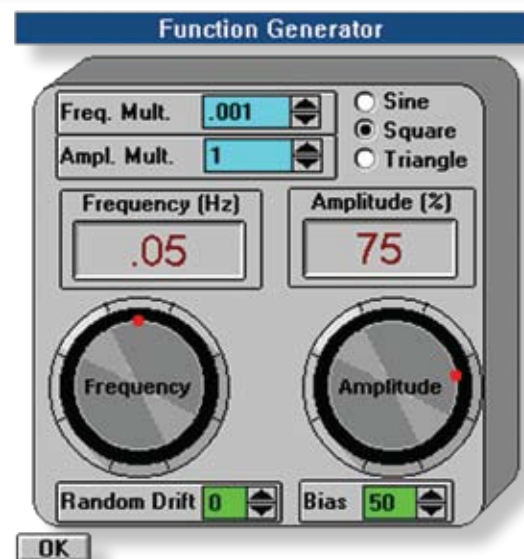 Function Generator
Freq. Mult. .001
Ampl. Mult. 1
Sine
Square
Triangle
Frequency (Hz)
.05
Amplitude (%)
75
Frequency
Amplitude
Random Drift 0
Bias 50
OK